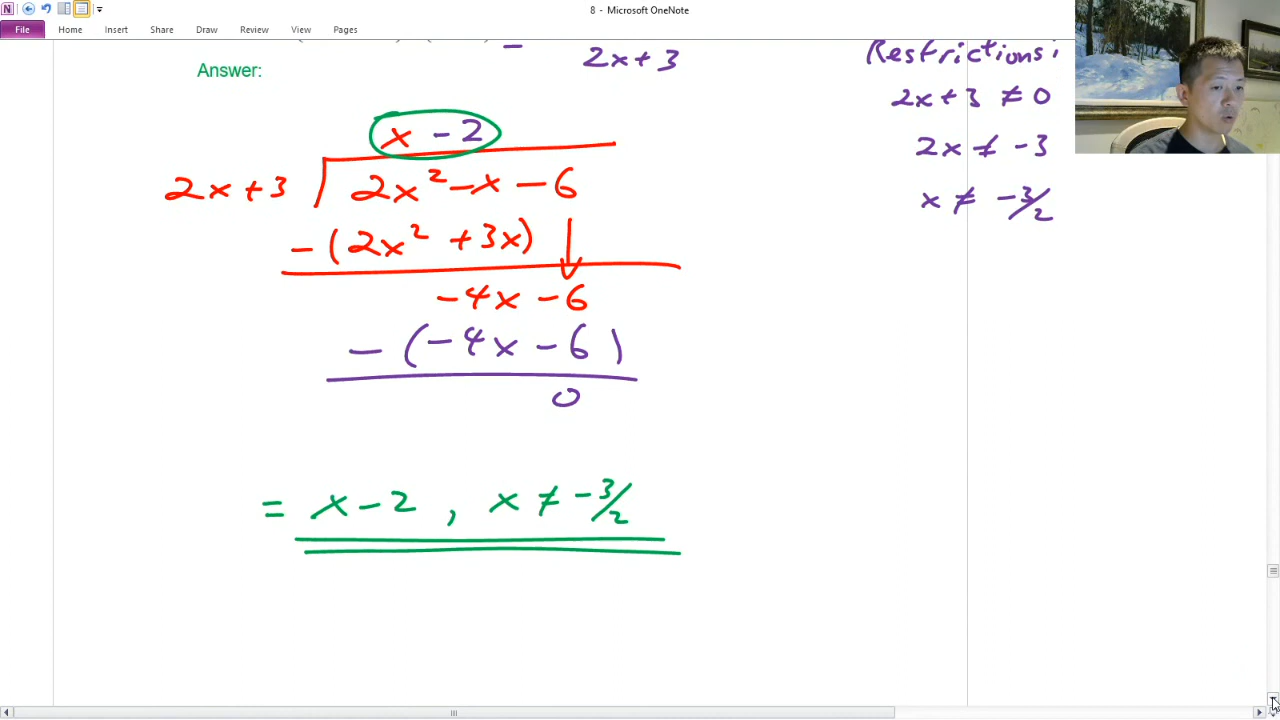 8 - Microsoft OneNote
File Home Insert Share Draw Review View Pages
2x+3
Restrictions:
Answer:
2x+3 ≠ 0
x - 2
2x ≠ -3
2x+3 2x² - x - 6
x ≠ -3/2
- (2x² + 3x)
-4x - 6
- (-4x - 6)
0
= x - 2 , x ≠ -3/2